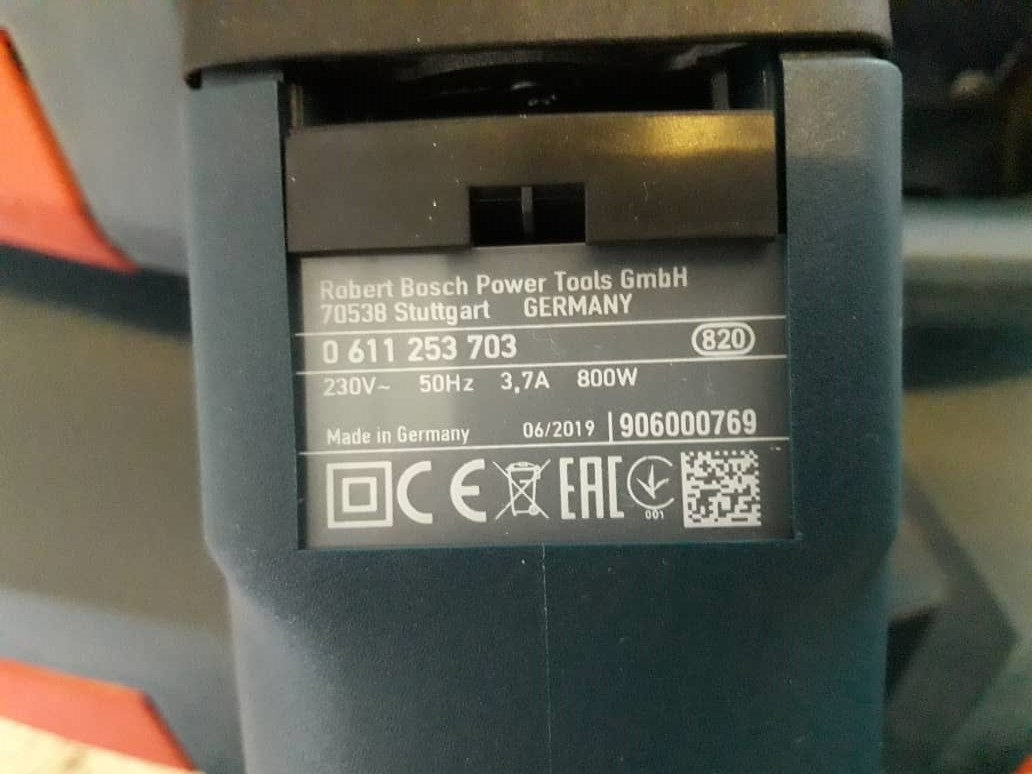 Robert Bosch Power Tools GmbH
70538 Stuttgart GERMANY
0 611 253 703 820
230V~ 50Hz 3,7A 800W
Made in Germany 06/2019 | 906000769
CE EAC
001